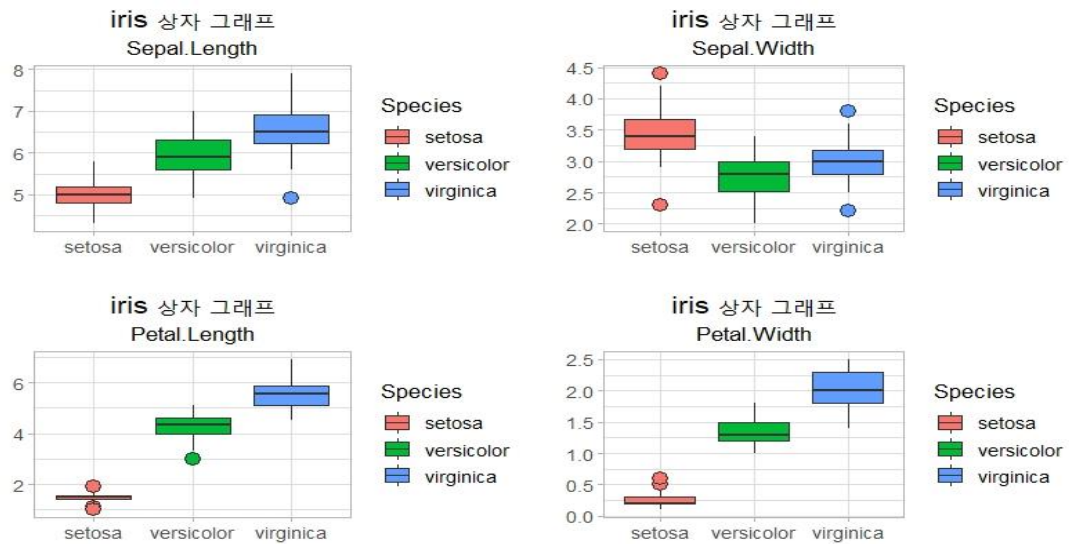 iris 상자 그래프
Sepal.Length
8
7
6
5
setosa versicolor virginica
Species
setosa
versicolor
virginica
iris 상자 그래프
Sepal.Width
4.5
4.0
3.5
3.0
2.5
2.0
setosa versicolor virginica
Species
setosa
versicolor
virginica
iris 상자 그래프
Petal.Length
6
4
2
setosa versicolor virginica
Species
setosa
versicolor
virginica
iris 상자 그래프
Petal.Width
2.5
2.0
1.5
1.0
0.5
0.0
setosa versicolor virginica
Species
setosa
versicolor
virginica